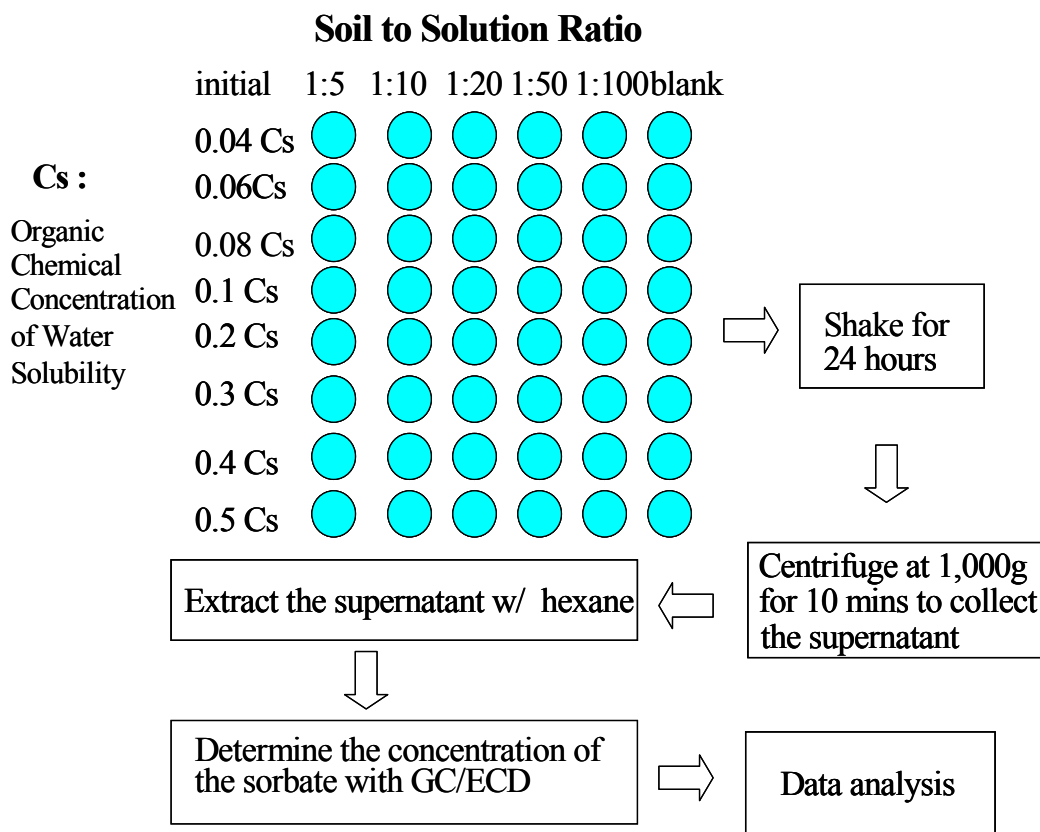 Soil to Solution Ratio
initial 1:5 1:10 1:20 1:50 1:100 blank
0.04 Cs
0.06Cs
0.08 Cs
0.1 Cs
0.2 Cs
0.3 Cs
0.4 Cs
0.5 Cs
Cs :
Organic
Chemical
Concentration
of Water
Solubility
Shake for
24 hours
Centrifuge at 1,000g
for 10 mins to collect
the supernatant
Extract the supernatant w/ hexane
Determine the concentration of
the sorbate with GC/ECD
Data analysis